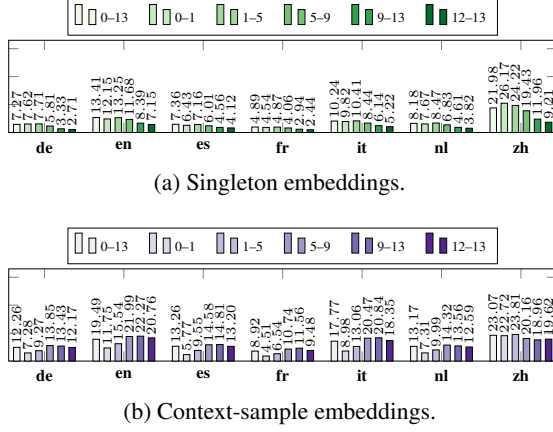 0–13 0–1 1–5 5–9 9–13 12–13
7.27 7.62 7.71 5.81 3.33 2.71 13.41 12.15 13.25 11.68 8.39 7.15 7.36 6.43 7.16 6.01 4.56 4.12 4.89 4.54 4.87 4.06 2.94 2.44 10.24 9.82 10.41 8.44 6.14 5.22 8.18 7.67 8.47 6.83 4.61 3.82 21.98 26.17 24.22 19.43 11.96 9.21
de en es fr it nl zh
(a) Singleton embeddings.
0–13 0–1 1–5 5–9 9–13 12–13
12.26 7.28 9.27 13.85 13.43 12.17 19.49 11.75 15.54 21.99 22.27 20.76 13.26 5.77 9.55 14.58 14.81 13.20 8.92 4.51 6.54 10.74 11.56 9.48 17.77 8.98 13.06 20.47 20.84 18.35 13.17 7.31 9.99 14.32 13.56 12.59 23.07 22.72 23.81 20.16 18.96 18.62
de en es fr it nl zh
(b) Context-sample embeddings.